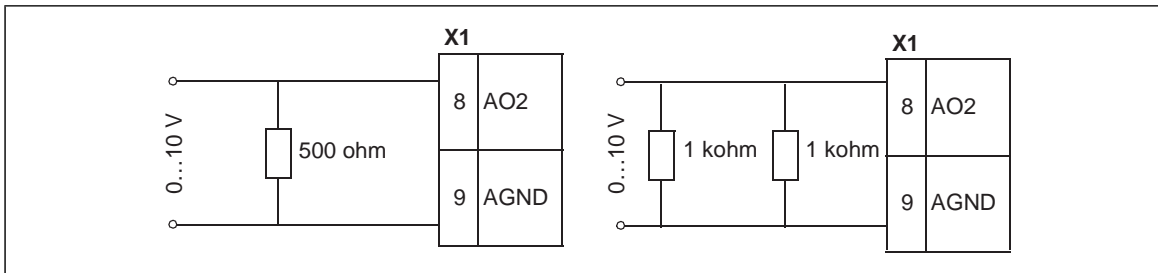 X1
8 AO2
0...10 V
500 ohm
9 AGND
X1
8 AO2
0...10 V
1 kohm 1 kohm
9 AGND